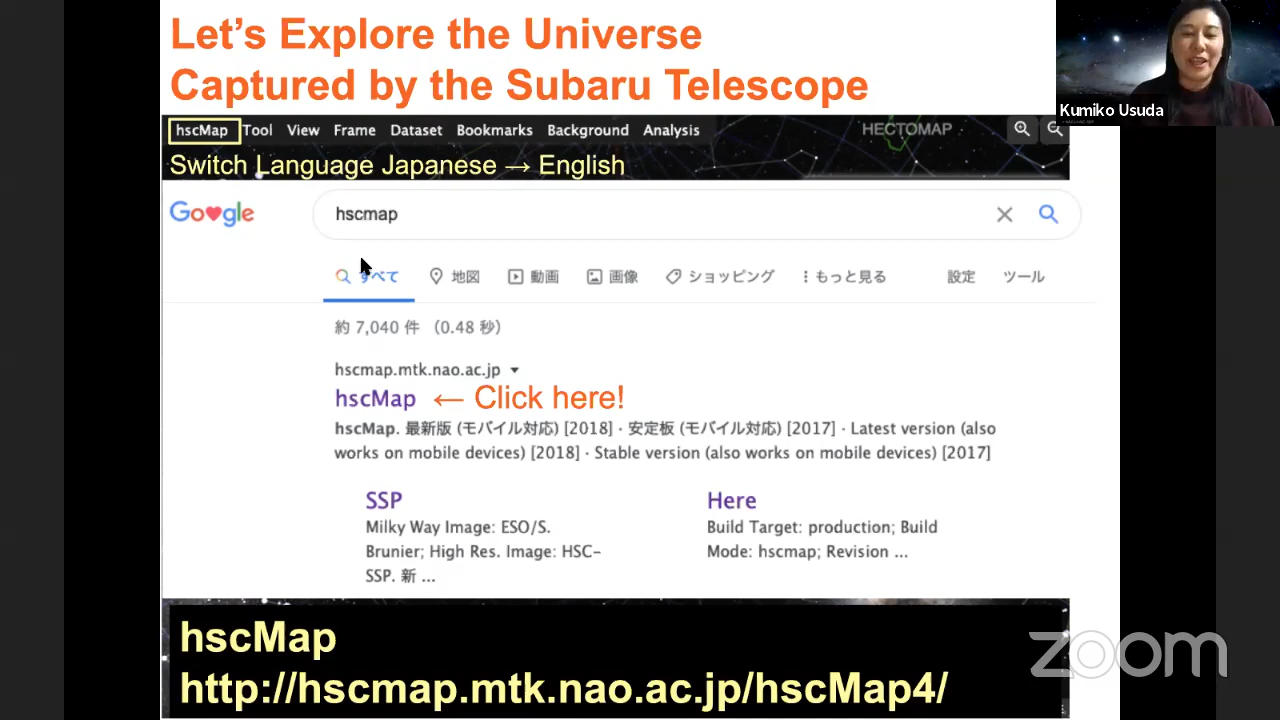 Let's Explore the Universe
Captured by the Subaru Telescope
Kumiko Usuda
hscMap Tool View Frame Dataset Bookmarks Background Analysis HECTOMAP
Switch Language Japanese → English
Google hscmap
すべて 地図 動画 画像 ショッピング もっと見る 設定 ツール
約 7,040 件 (0.48 秒)
hscmap.mtk.nao.ac.jp
hscMap ← Click here!
hscMap. 最新版 (モバイル対応) [2018] · 安定板 (モバイル対応) [2017] · Latest version (also
works on mobile devices) [2018] · Stable version (also works on mobile devices) [2017]
SSP
Milky Way Image: ESO/S.
Brunier; High Res. Image: HSC-
SSP. 新 ...
Here
Build Target: production; Build
Mode: hscmap; Revision ...
hscMap
http://hscmap.mtk.nao.ac.jp/hscMap4/
zoom